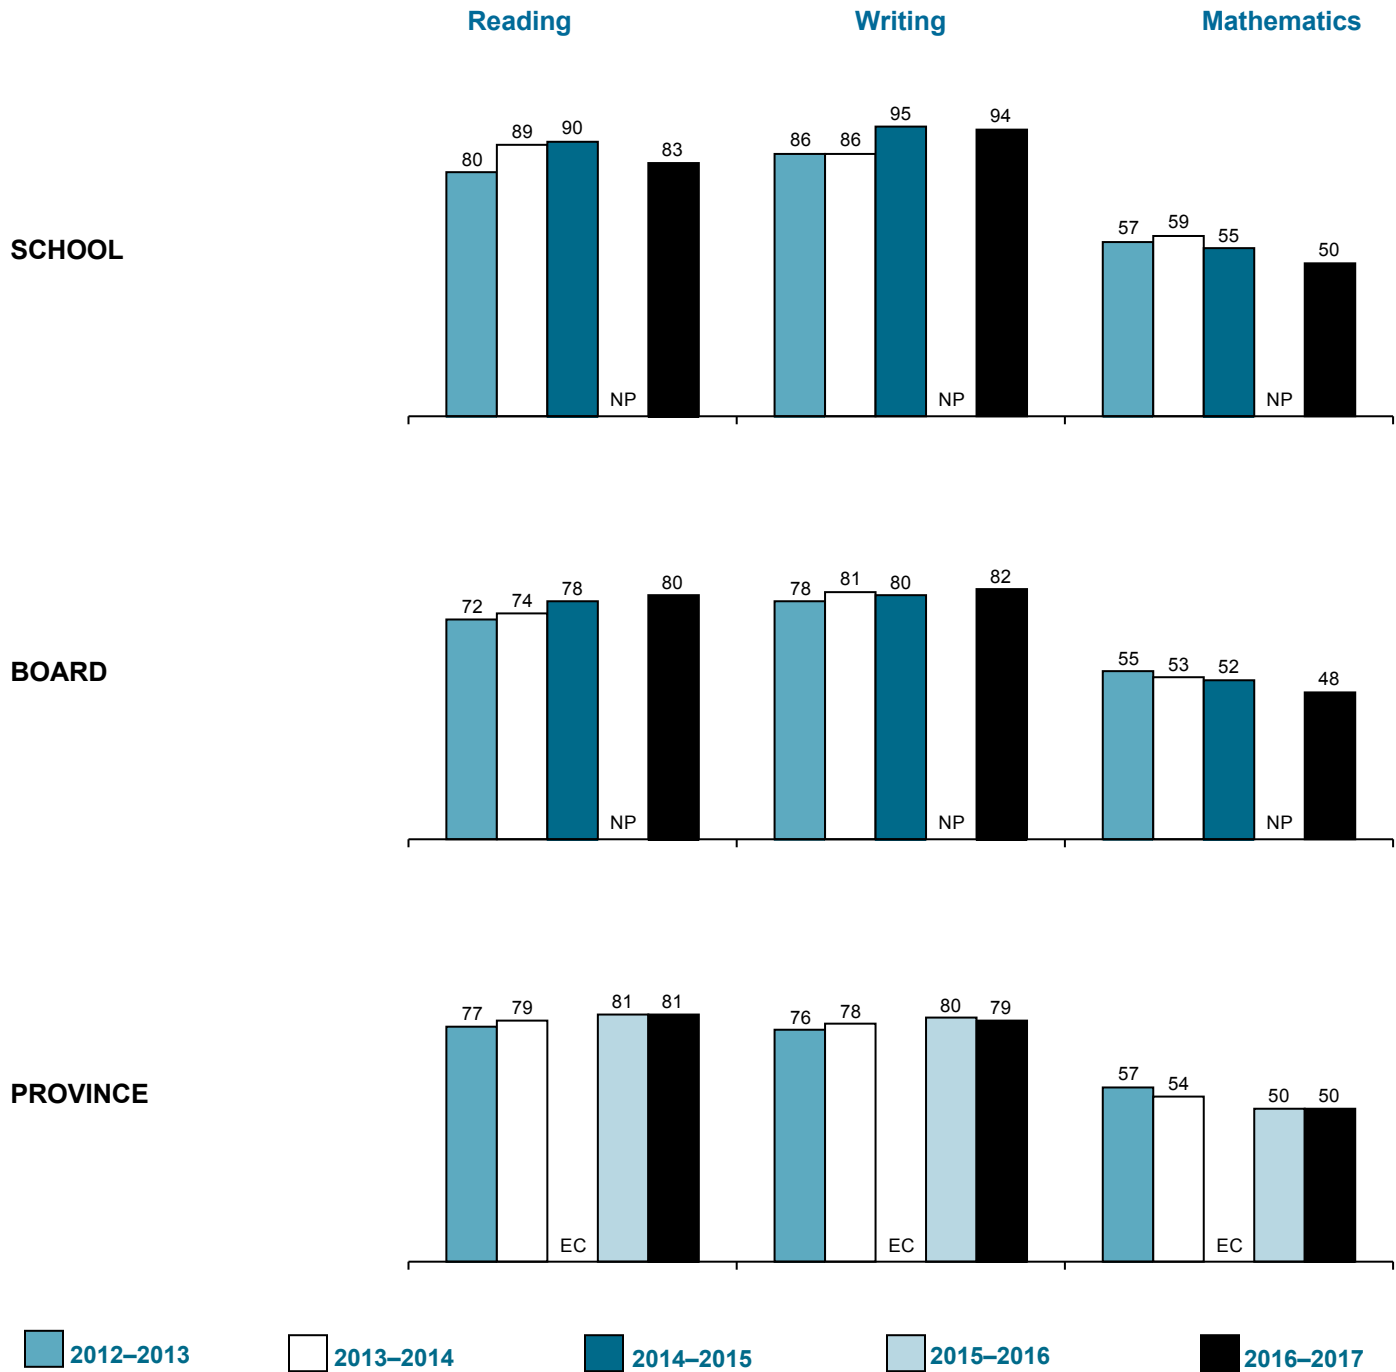 Reading Writing Mathematics
SCHOOL
80 89 90 NP 83 86 86 95 NP 94 57 59 55 NP 50
BOARD
72 74 78 NP 80 78 81 80 NP 82 55 53 52 NP 48
PROVINCE
77 79 EC 81 81 76 78 EC 80 79 57 54 EC 50 50
2012–2013 2013–2014 2014–2015 2015–2016 2016–2017